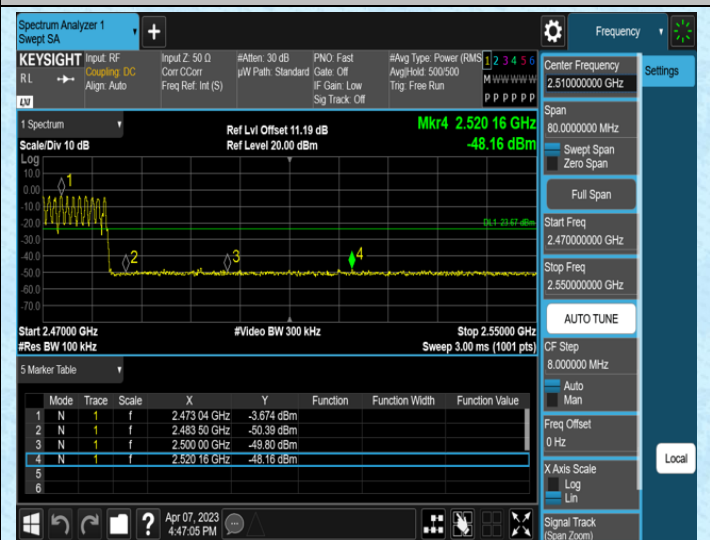 Spectrum Analyzer 1
Swept SA
+
Frequency
KEYSIGHT
RL
LXI
Input: RF
Coupling: DC
Align: Auto
Input Z: 50 Ω
Corr CCorr
Freq Ref: Int (S)
#Atten: 30 dB
µW Path: Standard
PNO: Fast
Gate: Off
IF Gain: Low
Sig Track: Off
#Avg Type: Power (RMS
Avg|Hold: 500/500
Trig: Free Run
1 2 3 4 5 6
M W W W W W
P P P P P P
1 Spectrum
Scale/Div 10 dB
Ref Lvl Offset 11.19 dB
Ref Level 20.00 dBm
Mkr4 2.520 16 GHz
-48.16 dBm
Log
10.0
0.00
-10.0
-20.0
-30.0
-40.0
-50.0
-60.0
-70.0
1
2
3
4
DL1 -23.67 dBm
Start 2.47000 GHz
#Res BW 100 kHz
#Video BW 300 kHz
Stop 2.55000 GHz
Sweep 3.00 ms (1001 pts)
5 Marker Table
Mode Trace Scale X Y Function Function Width Function Value
1 N 1 f 2.473 04 GHz -3.674 dBm
2 N 1 f 2.483 50 GHz -50.39 dBm
3 N 1 f 2.500 00 GHz -49.80 dBm
4 N 1 f 2.520 16 GHz -48.16 dBm
5
6
?
Apr 07, 2023
4:47:05 PM
Center Frequency
2.510000000 GHz
Span
80.0000000 MHz
Swept Span
Zero Span
Full Span
Start Freq
2.470000000 GHz
Stop Freq
2.550000000 GHz
AUTO TUNE
CF Step
8.000000 MHz
Auto
Man
Freq Offset
0 Hz
X Axis Scale
Log
Lin
Signal Track
(Span Zoom)
Settings
Local